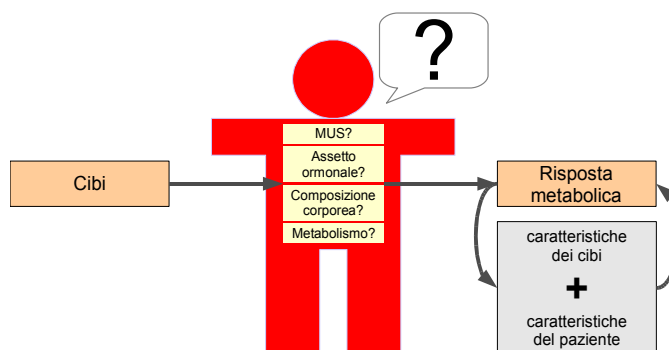 ?
MUS?
Assetto
ormonale?
Composizione
corporea?
Metabolismo?
Cibi
Risposta
metabolica
caratteristiche
dei cibi
+
caratteristiche
del paziente